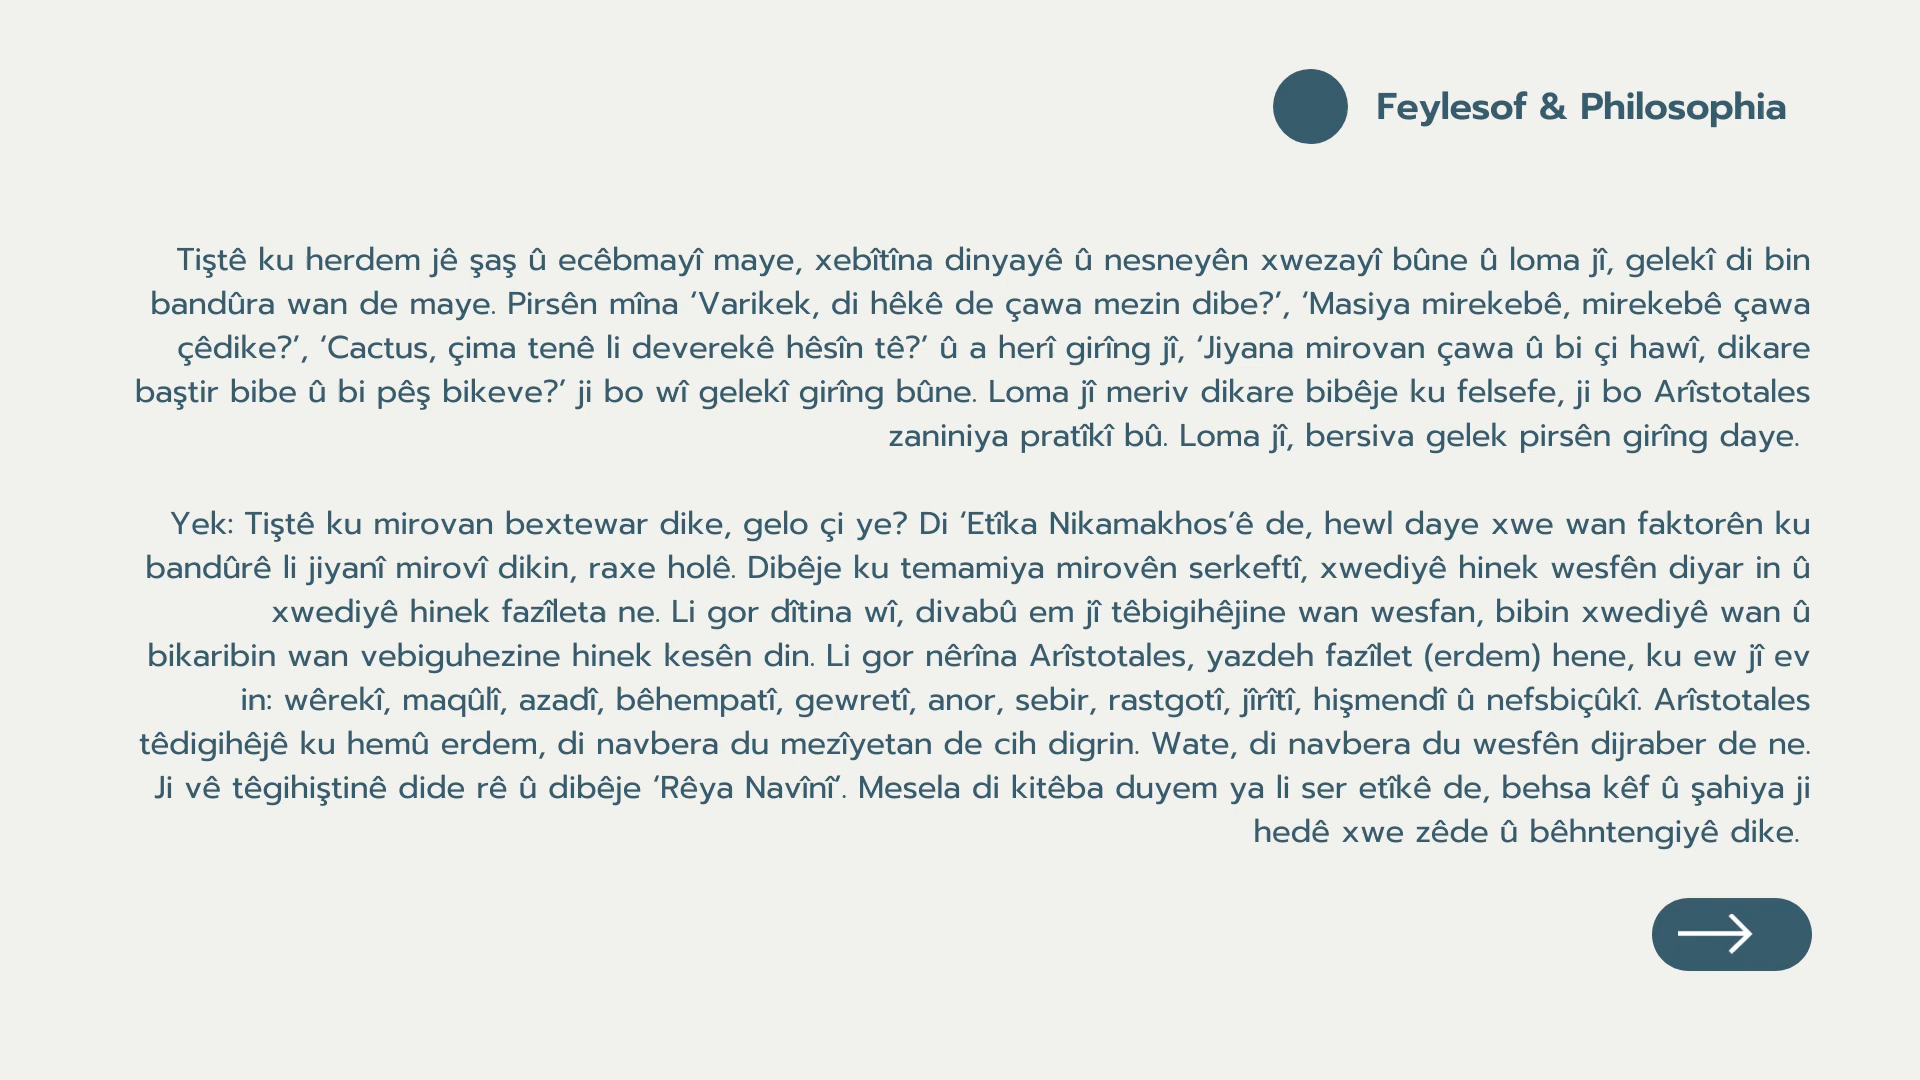 Feylesof & Philosophia
Tiştê ku herdem jê şaş û ecêbmayî maye, xebîtîna dinyayê û nesneyên xwezayî bûne û loma jî, gelekî di bin
bandûra wan de maye. Pirsên mîna ‘Varikek, di hêkê de çawa mezin dibe?’, ‘Masiya mirekebê, mirekebê çawa
çêdike?’, ‘Cactus, çima tenê li deverekê hêsîn tê?’ û a herî girîng jî, ‘Jiyana mirovan çawa û bi çi hawî, dikare
baştir bibe û bi pêş bikeve?’ ji bo wî gelekî girîng bûne. Loma jî meriv dikare bibêje ku felsefe, ji bo Arîstotales
zaniniya pratîkî bû. Loma jî, bersiva gelek pirsên girîng daye.
Yek: Tiştê ku mirovan bextewar dike, gelo çi ye? Di ‘Etîka Nikamakhos’ê de, hewl daye xwe wan faktorên ku
bandûrê li jiyanî mirovî dikin, raxe holê. Dibêje ku temamiya mirovên serkeftî, xwediyê hinek wesfên diyar in û
xwediyê hinek fazîleta ne. Li gor dîtina wî, divabû em jî têbigihêjine wan wesfan, bibin xwediyê wan û
bikaribin wan vebiguhezine hinek kesên din. Li gor nêrîna Arîstotales, yazdeh fazîlet (erdem) hene, ku ew jî ev
in: wêrekî, maqûlî, azadî, bêhempatî, gewretî, anor, sebir, rastgotî, jîrîtî, hişmendî û nefsbiçûkî. Arîstotales
têdigihêjê ku hemû erdem, di navbera du mezîyetan de cih digrin. Wate, di navbera du wesfên dijraber de ne.
Ji vê têgihiştinê dide rê û dibêje ‘Rêya Navînî’. Mesela di kitêba duyem ya li ser etîkê de, behsa kêf û şahiya ji
hedê xwe zêde û bêhntengiyê dike.